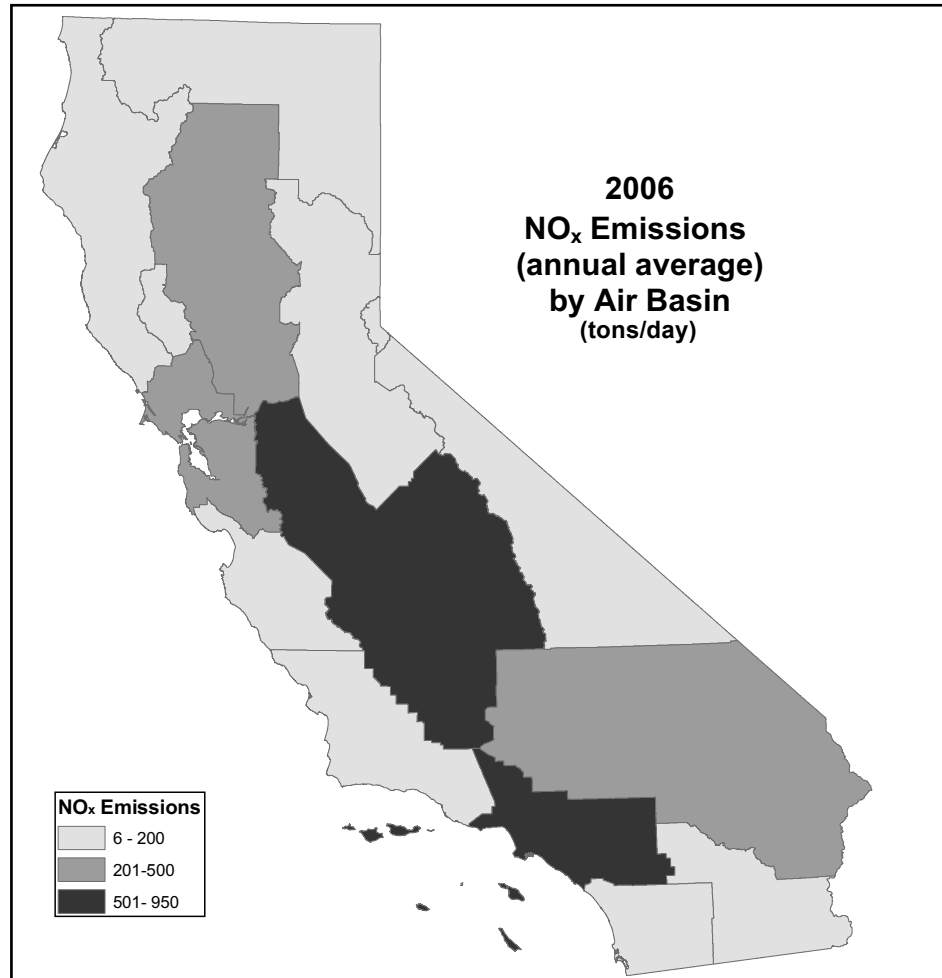 2006
NOx Emissions
(annual average)
by Air Basin
(tons/day)
NOx Emissions
6 - 200
201-500
501- 950